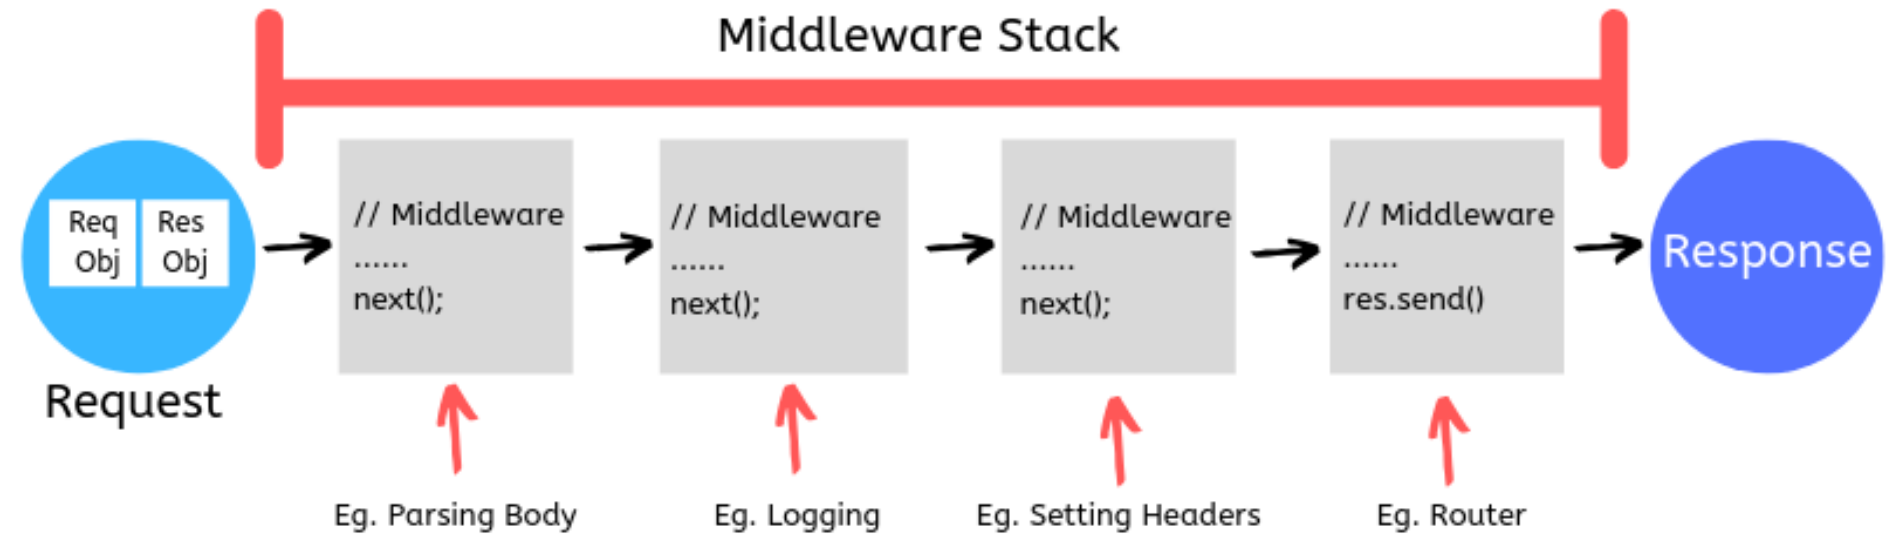 Middleware Stack
Req
Obj
Res
Obj
Request
// Middleware
......
next();
// Middleware
......
next();
// Middleware
......
next();
// Middleware
......
res.send()
Response
Eg. Parsing Body
Eg. Logging
Eg. Setting Headers
Eg. Router